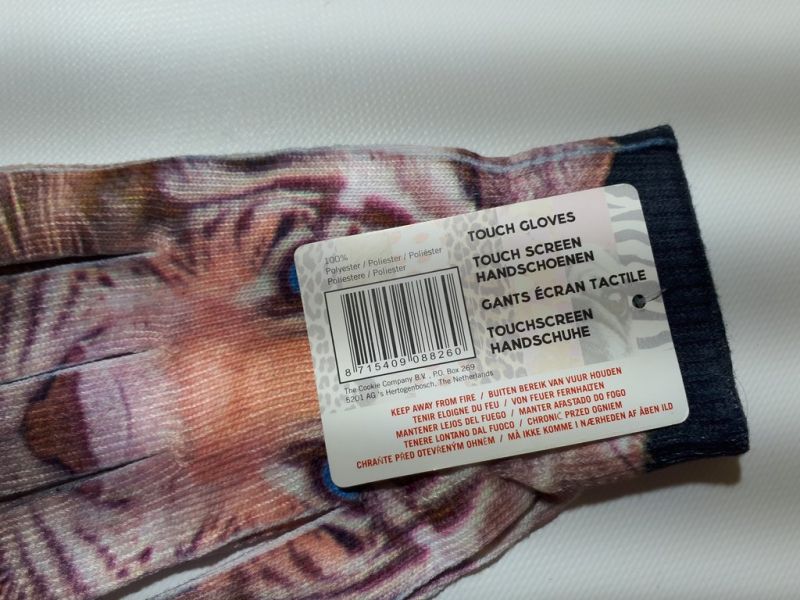 100%
Polyester / Poliester / Poliéster
Poliestere / Poliester
TOUCH GLOVES
TOUCH SCREEN
HANDSCHOENEN
GANTS ÉCRAN TACTILE
TOUCHSCREEN
HANDSCHUHE
8 715409 088260
The Cookie Company B.V., P.O. Box 269
5201 AG 's Hertogenbosch, The Netherlands
KEEP AWAY FROM FIRE / BUITEN BEREIK VAN VUUR HOUDEN
TENIR ELOIGNE DU FEU / VON FEUER FERNHALTEN
MANTENER LEJOS DEL FUEGO / MANTER AFASTADO DO FOGO
TENERE LONTANO DAL FUOCO / CHRONIĆ PRZED OGNIEM
CHRAŇTE PŘED OTEVŘENÝM OHNĚM / MÅ IKKE KOMME I NÆRHEDEN AF ÅBEN ILD